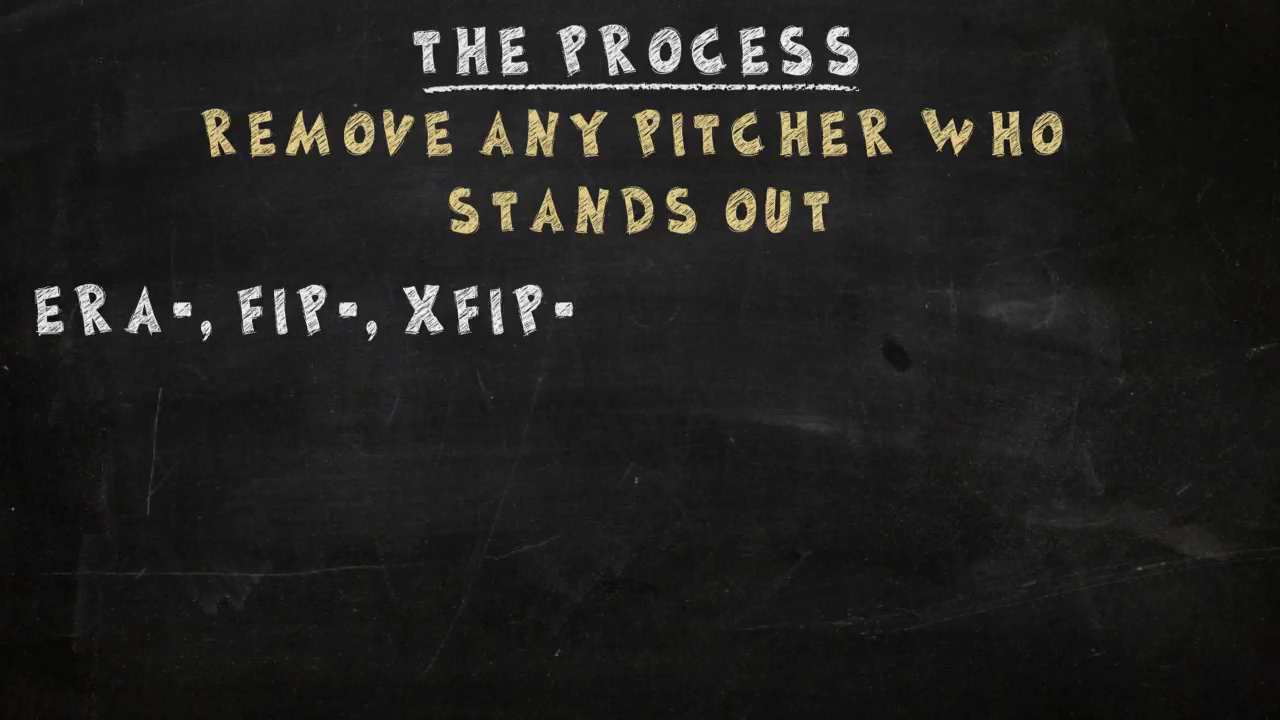 THE PROCESS
REMOVE ANY PITCHER WHO
STANDS OUT
ERA-, FIP-, XFIP-